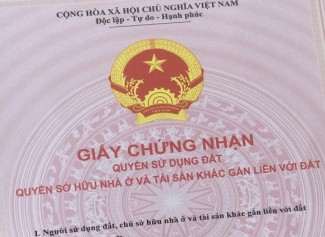 CỘNG HÒA XÃ HỘI CHỦ NGHĨA VIỆT NAM
Độc lập - Tự do - Hạnh phúc
GIẤY CHỨNG NHẬN
QUYỀN SỬ DỤNG ĐẤT
QUYỀN SỞ HỮU NHÀ Ở VÀ TÀI SẢN KHÁC GẮN LIỀN VỚI ĐẤT
I. Người sử dụng đất, chủ sở hữu nhà ở và tài sản khác gắn liền với đất